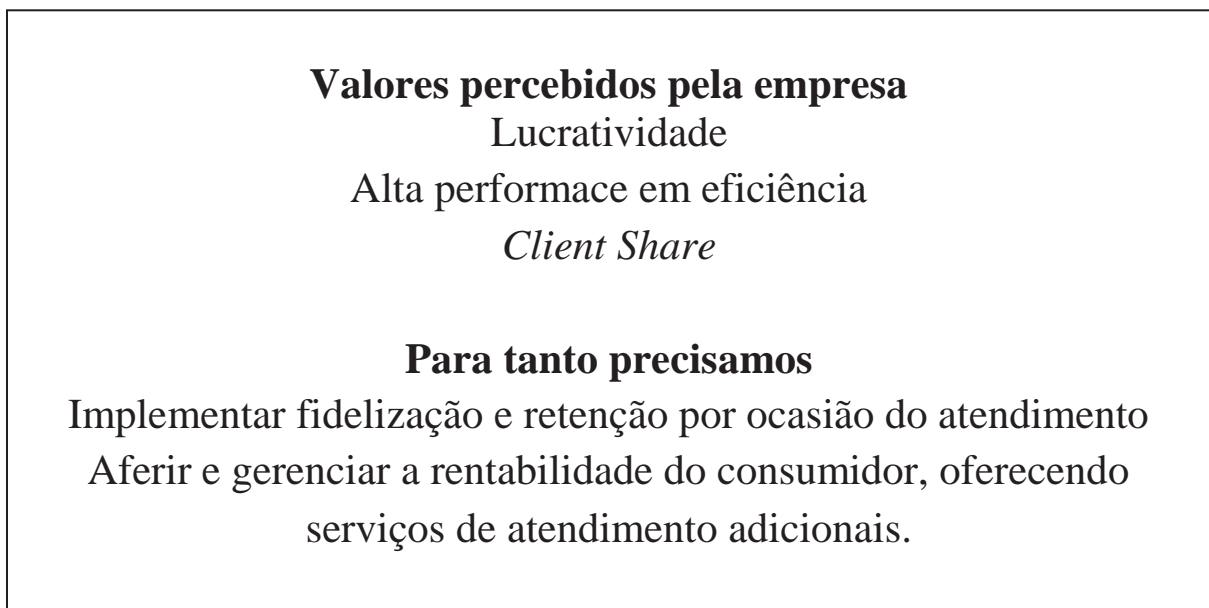 Valores percebidos pela empresa
Lucratividade
Alta performace em eficiência
Client Share
Para tanto precisamos
Implementar fidelização e retenção por ocasião do atendimento
Aferir e gerenciar a rentabilidade do consumidor, oferecendo
serviços de atendimento adicionais.